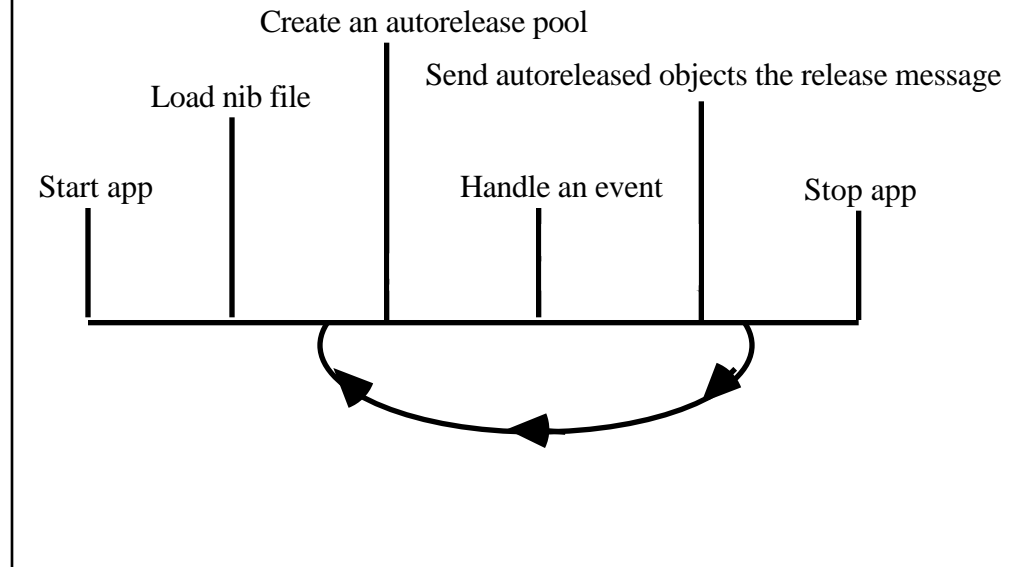 Create an autorelease pool
Send autoreleased objects the release message
Load nib file
Start app
Handle an event
Stop app